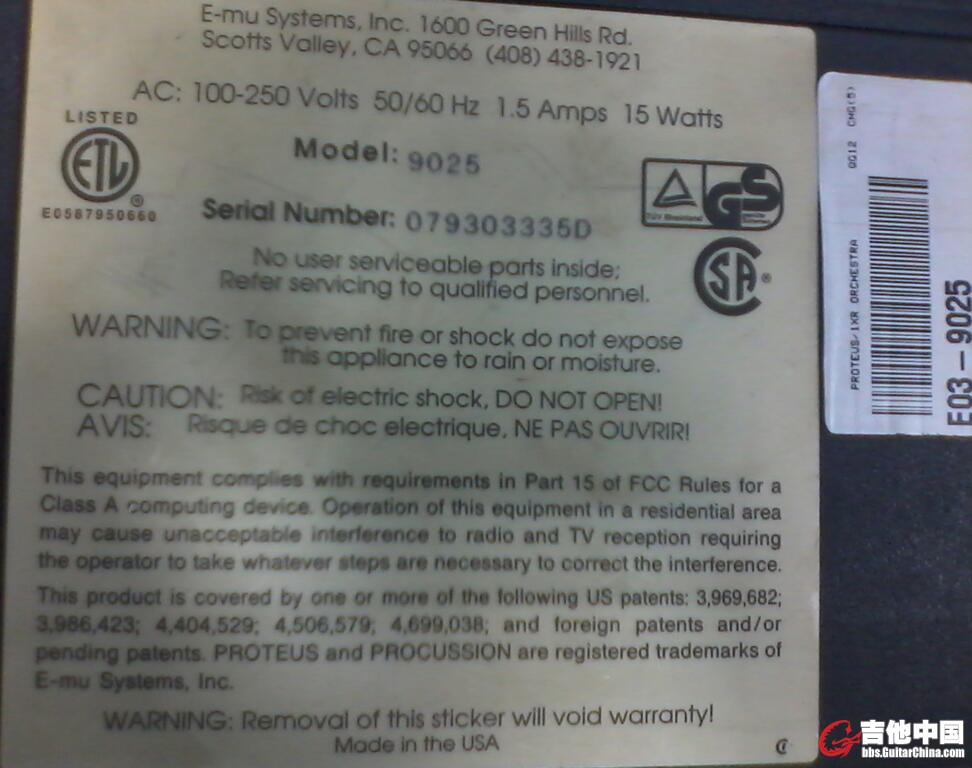 E-mu Systems, Inc. 1600 Green Hills Rd.
Scotts Valley, CA 95066 (408) 438-1921
AC: 100-250 Volts 50/60 Hz 1.5 Amps 15 Watts
LISTED
ETL
®
E0587950660
Model: 9025
Serial Number: 079303335D
TÜV Rheinland
GS
SA®
No user serviceable parts inside;
Refer servicing to qualified personnel.
WARNING: To prevent fire or shock do not expose
this appliance to rain or moisture.
CAUTION: Risk of electric shock, DO NOT OPEN!
AVIS: Risque de choc electrique, NE PAS OUVRIR!
This equipment complies with requirements in Part 15 of FCC Rules for a
Class A computing device. Operation of this equipment in a residential area
may cause unacceptable interference to radio and TV reception requiring
the operator to take whatever steps are necessary to correct the interference.
This product is covered by one or more of the following US patents: 3,969,682;
3,986,423; 4,404,529; 4,506,579; 4,699,038; and foreign patents and/or
pending patents. PROTEUS and PROCUSSION are registered trademarks of
E-mu Systems, Inc.
WARNING: Removal of this sticker will void warranty!
Made in the USA
PROTEUS/1XR ORCHESTRA
E03-9025
吉他中国
bbs.GuitarChina.com